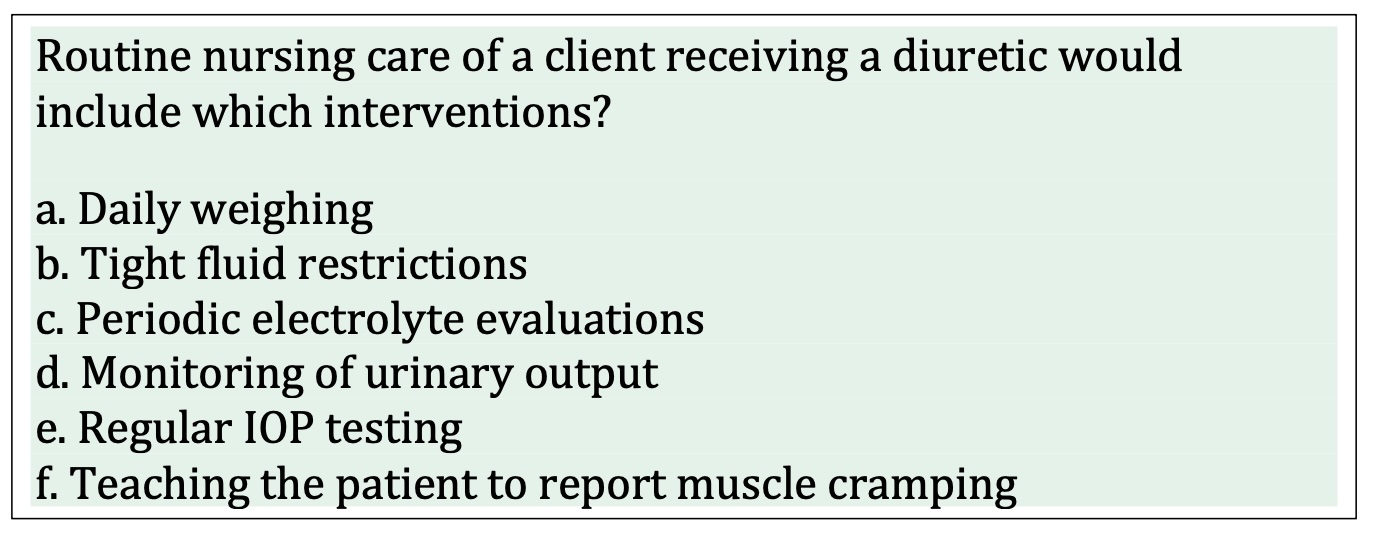 Routine nursing care of a client receiving a diuretic would
include which interventions?
a. Daily weighing
b. Tight fluid restrictions
c. Periodic electrolyte evaluations
d. Monitoring of urinary output
e. Regular IOP testing
f. Teaching the patient to report muscle cramping